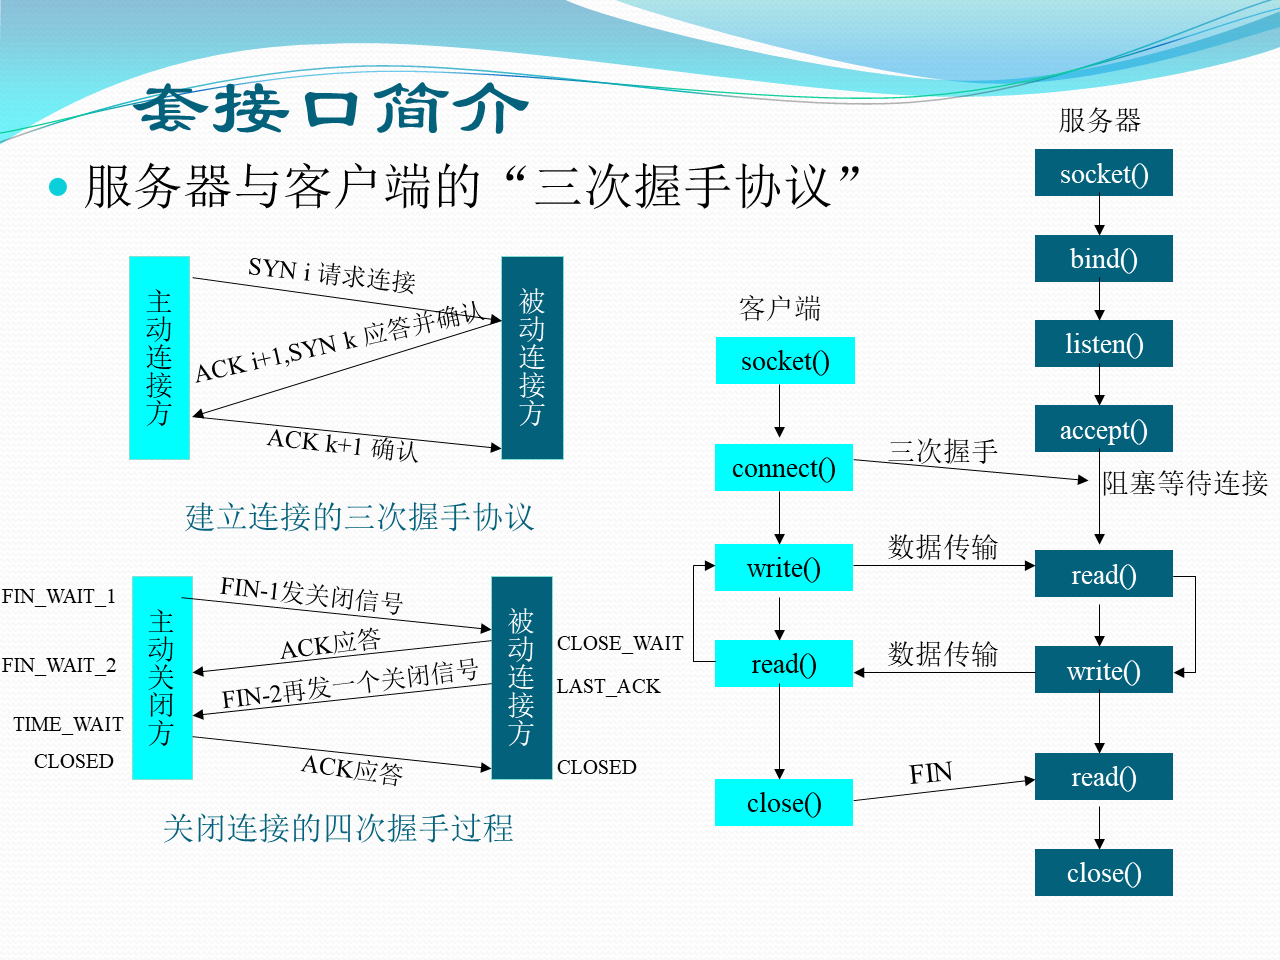 套接口简介
服务器与客户端的“三次握手协议”
主动连接方
SYN i 请求连接
ACK i+1,SYN k 应答并确认
ACK k+1 确认
被动连接方
建立连接的三次握手协议
FIN_WAIT_1
FIN_WAIT_2
TIME_WAIT
CLOSED
主动关闭方
FIN-1发关闭信号
ACK应答
FIN-2再发一个关闭信号
ACK应答
被动连接方
CLOSE_WAIT
LAST_ACK
CLOSED
关闭连接的四次握手过程
客户端
socket()
connect()
write()
read()
close()
三次握手
数据传输
数据传输
FIN
服务器
socket()
bind()
listen()
accept()
阻塞等待连接
read()
write()
read()
close()